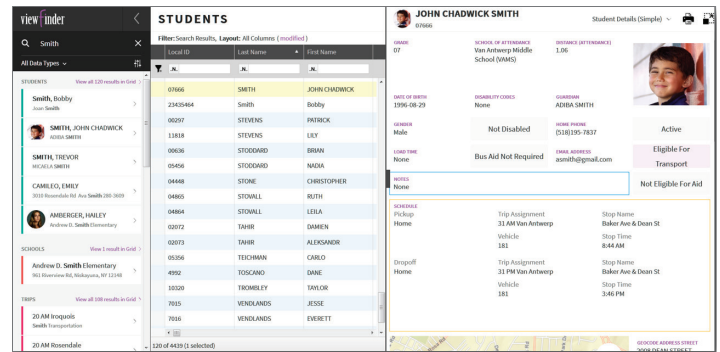 viewfinder
Smith
All Data Types
STUDENTS View all 120 results in Grid
Smith, Bobby
Joan Smith
SMITH, JOHN CHADWICK
ADIBA SMITH
SMITH, TREVOR
MICAELA SMITH
CAMILEO, EMILY
2010 Rosendale Rd Ava Smith 280-3609
AMBERGER, HAILEY
Andrew D. Smith Elementary
SCHOOLS View 1 result in Grid
Andrew D. Smith Elementary
961 Riverview Rd, Niskayuna, NY 12348
TRIPS View all 108 results in Grid
20 AM Iroquois
Smith Transportation
20 AM Rosendale
STUDENTS
Filter: Search Results, Layout: All Columns ( modified )
Local ID Last Name First Name
07666 SMITH JOHN CHADWICK
23435464 Smith Bobby
00297 STEVENS PATRICK
11818 STEVENS LILY
00636 STODDARD BRIAN
05456 STODDARD NADIA
04448 STONE CHRISTOPHER
04865 STOVALL RUTH
04864 STOVALL LEILA
02072 TAHIR DAMIEN
02073 TAHIR ALEKSANDR
05356 TEICHMAN CARLO
4992 TOSCANO DANE
10320 TROMBLEY TAYLOR
7015 VENDLANDS JESSE
7016 VENDLANDS EVERETT
120 of 4439 (1 selected)
JOHN CHADWICK SMITH
07666
Student Details (Simple)
GRADE SCHOOL OF ATTENDANCE DISTANCE (ATTENDANCE)
07 Van Antwerp Middle School (VAMS) 1.06
DATE OF BIRTH DISABILITY CODES GUARDIAN
1996-08-29 None ADIBA SMITH
GENDER HOME PHONE
Male Not Disabled (518)195-7837 Active
LOAD TIME EMAIL ADDRESS
None Bus Aid Not Required asmith@gmail.com Eligible For Transport
NOTES
None Not Eligible For Aid
SCHEDULE
Pickup Trip Assignment Stop Name
Home 31 AM Van Antwerp Baker Ave & Dean St
Vehicle Stop Time
181 8:44 AM
Dropoff Trip Assignment Stop Name
Home 31 PM Van Antwerp Baker Ave & Dean St
Vehicle Stop Time
181 3:46 PM
GEOCODE ADDRESS STREET
2008 DEAN STREET